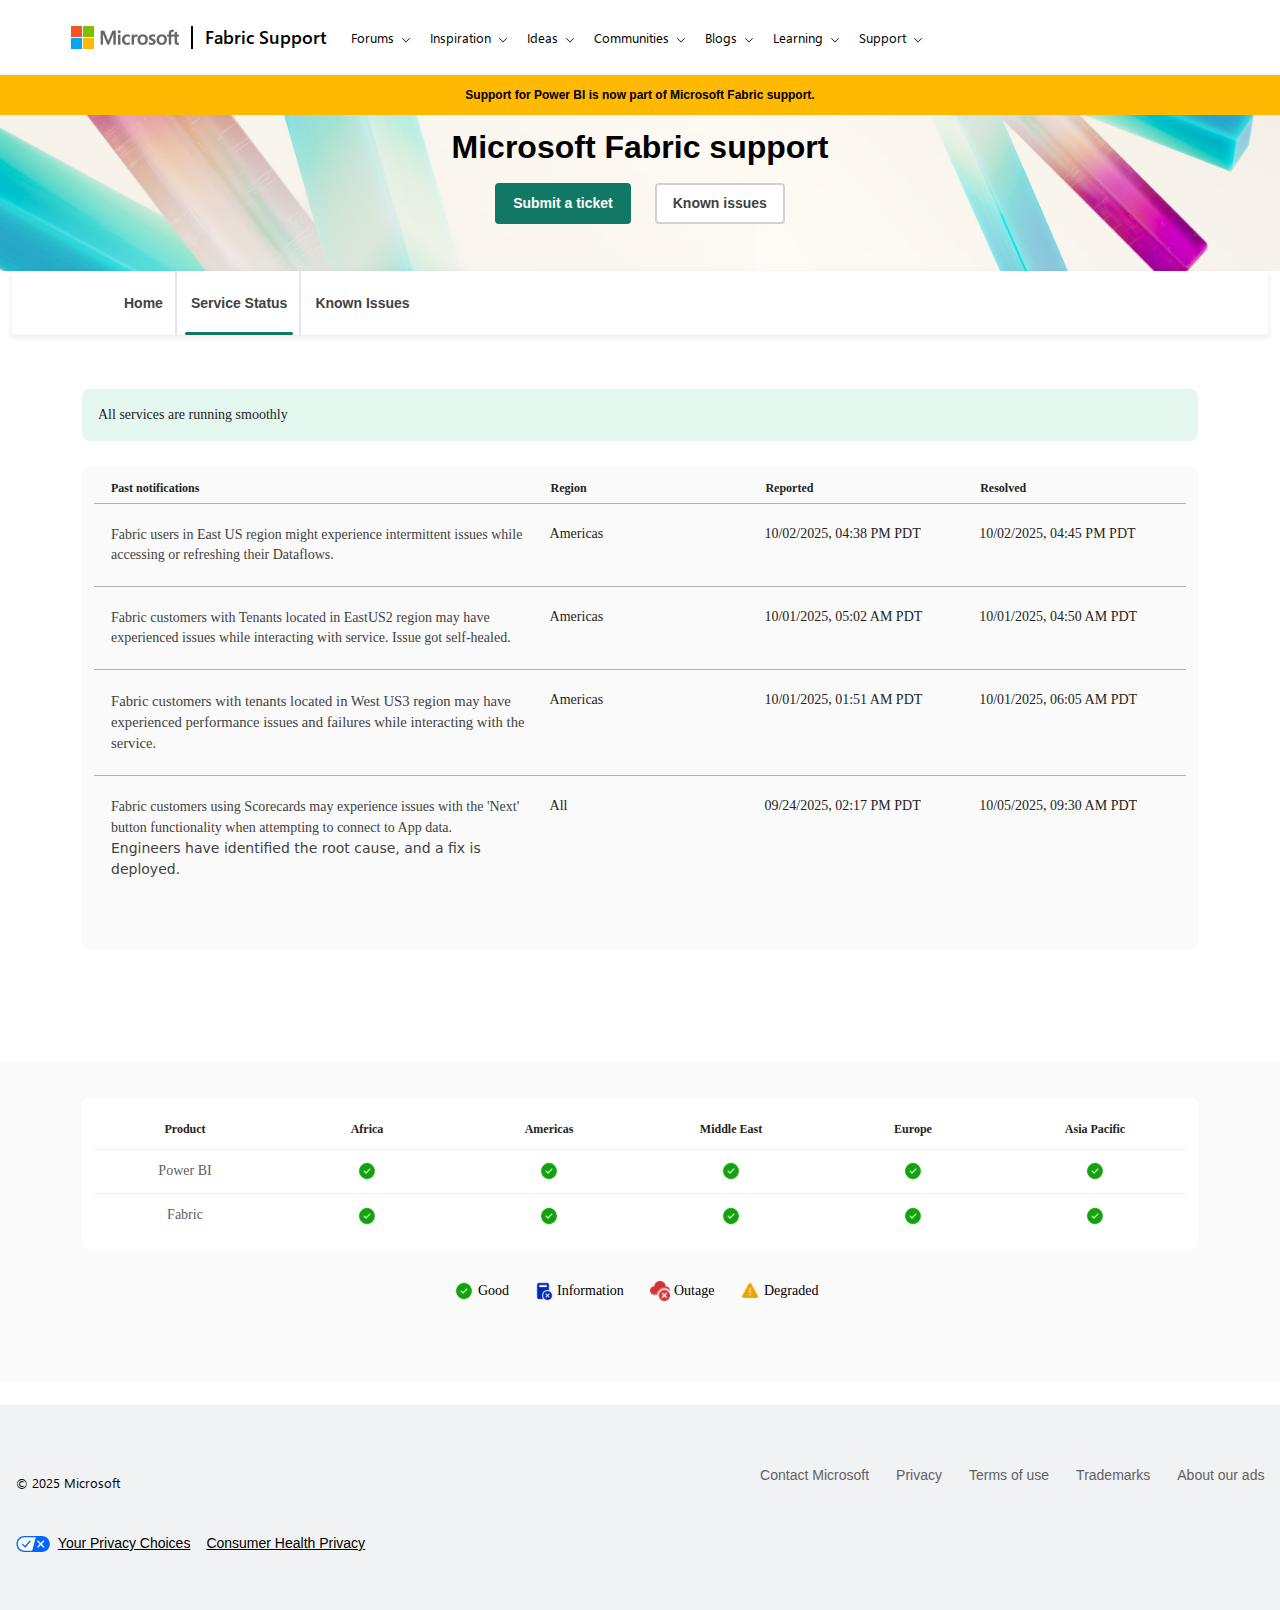 Microsoft
Fabric Support
Forums
Inspiration
Ideas
Communities
Blogs
Learning
Support
Support for Power BI is now part of Microsoft Fabric support.
Microsoft Fabric support
Submit a ticket
Known issues
Home
Service Status
Known Issues
All services are running smoothly
Past notifications
Region
Reported
Resolved
Fabric users in East US region might experience intermittent issues while
accessing or refreshing their Dataflows.
Americas
10/02/2025, 04:38 PM PDT
10/02/2025, 04:45 PM PDT
Fabric customers with Tenants located in EastUS2 region may have
experienced issues while interacting with service. Issue got self-healed.
Americas
10/01/2025, 05:02 AM PDT
10/01/2025, 04:50 AM PDT
Fabric customers with tenants located in West US3 region may have
experienced performance issues and failures while interacting with the
service.
Americas
10/01/2025, 01:51 AM PDT
10/01/2025, 06:05 AM PDT
Fabric customers using Scorecards may experience issues with the 'Next'
button functionality when attempting to connect to App data.
Engineers have identified the root cause, and a fix is
deployed.
All
09/24/2025, 02:17 PM PDT
10/05/2025, 09:30 AM PDT
Product
Africa
Americas
Middle East
Europe
Asia Pacific
Power BI
Fabric
Good
Information
Outage
Degraded
© 2025 Microsoft
Contact Microsoft
Privacy
Terms of use
Trademarks
About our ads
Your Privacy Choices
Consumer Health Privacy